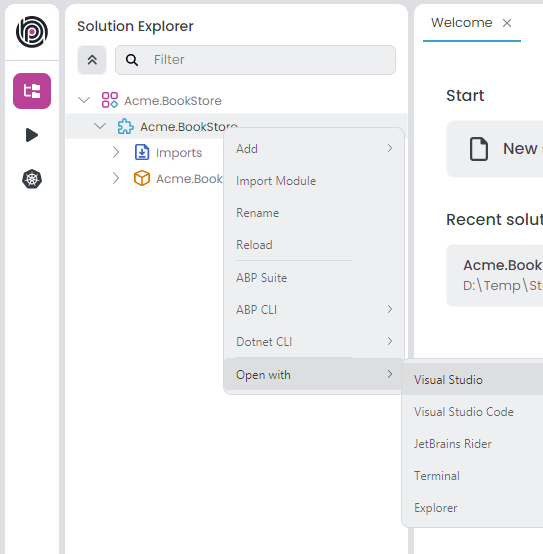 Solution Explorer
Welcome
Filter
Start
Acme.BookStore
Acme.BookStore
New
Add
Imports
Import Module
Acme.Book
Rename
Recent solut
Reload
Acme.Book
ABP Suite
D:\Temp\St
ABP CLI
Dotnet CLI
Open with
Visual Studio
Visual Studio Code
JetBrains Rider
Terminal
Explorer